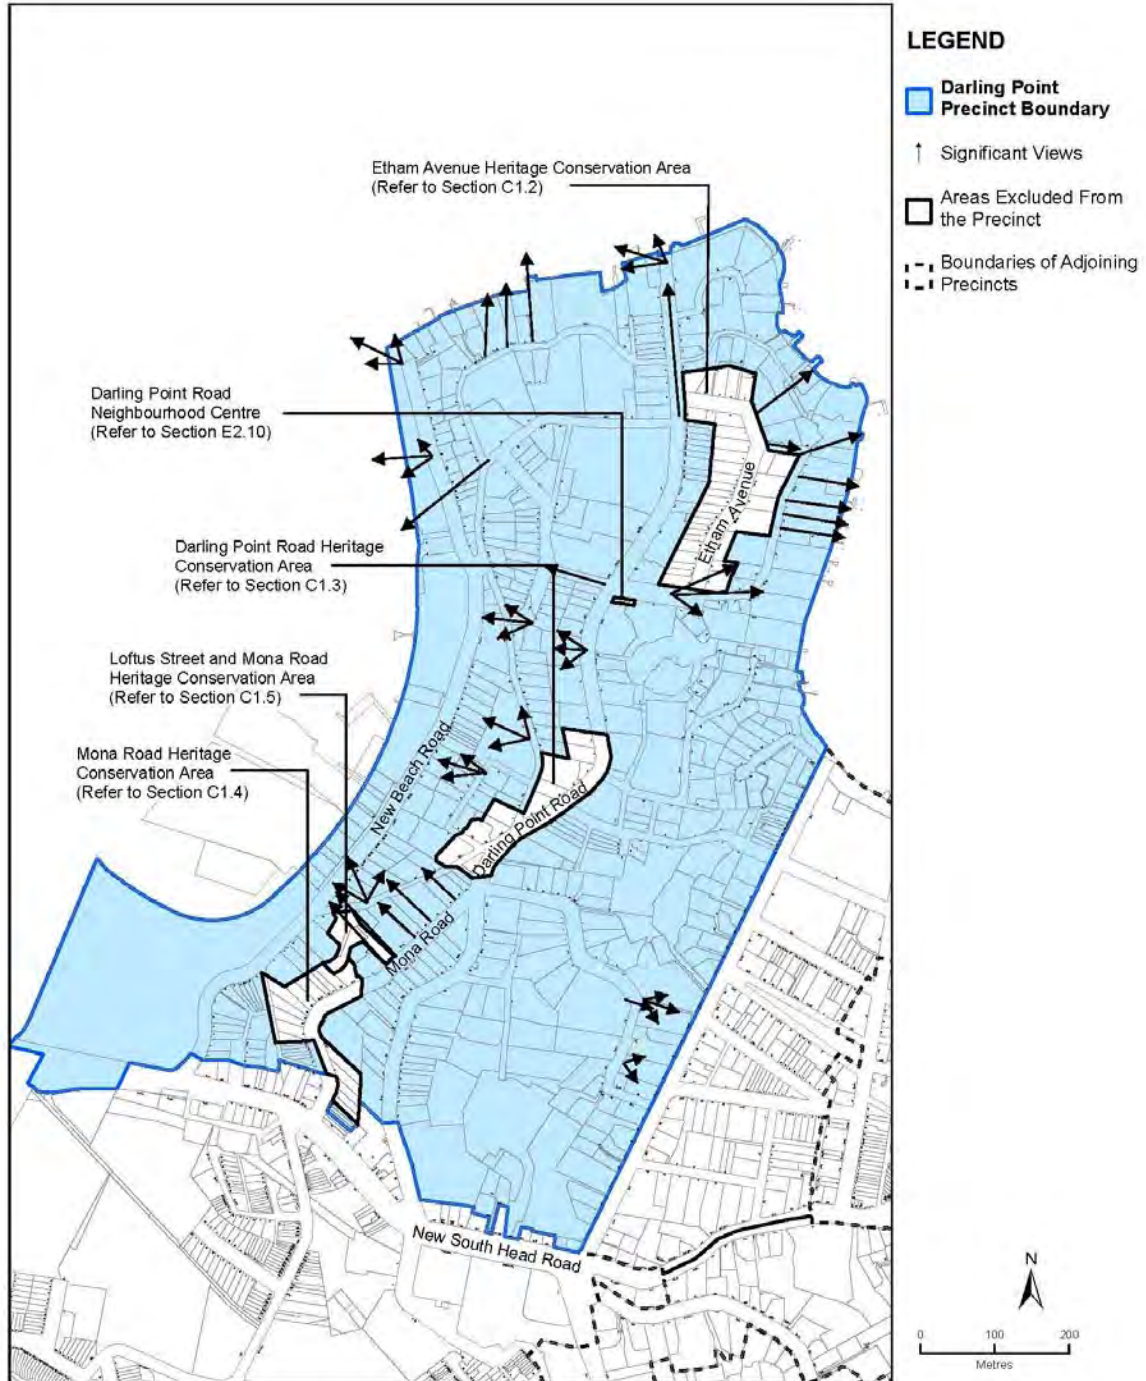 LEGEND
Darling Point
Precinct Boundary
Significant Views
Areas Excluded From
the Precinct
Boundaries of Adjoining
Precincts
Etham Avenue Heritage Conservation Area
(Refer to Section C1.2)
Darling Point Road
Neighbourhood Centre
(Refer to Section E2.10)
Darling Point Road Heritage
Conservation Area
(Refer to Section C1.3)
Loftus Street and Mona Road
Heritage Conservation Area
(Refer to Section C1.5)
Mona Road Heritage
Conservation Area
(Refer to Section C1.4)
Etham Avenue
New Beach Road
Darling Point Road
Mona Road
New South Head Road
N
0 100 200
Metres